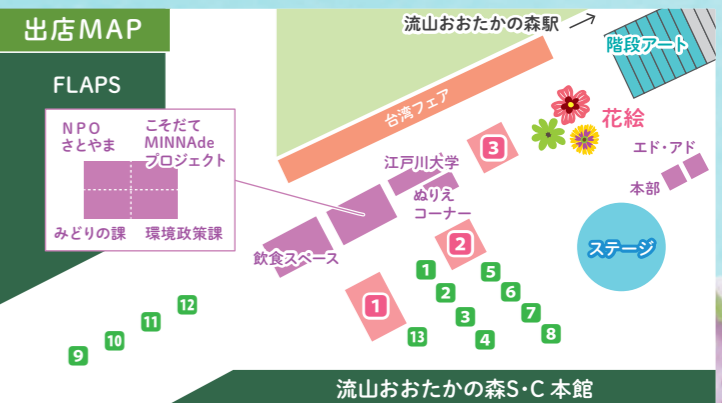 出店MAP
流山おおたかの森駅
階段アート
FLAPS
台湾フェア
花絵
NPO
さとやま
こそだて
MINNAde
プロジェクト
みどりの課
環境政策課
3
江戸川大学
ぬりえ
コーナー
エド・アド
本部
飲食スペース
2
ステージ
1
1
2
3
4
5
6
7
8
9
10
11
12
13
流山おおたかの森S・C 本館